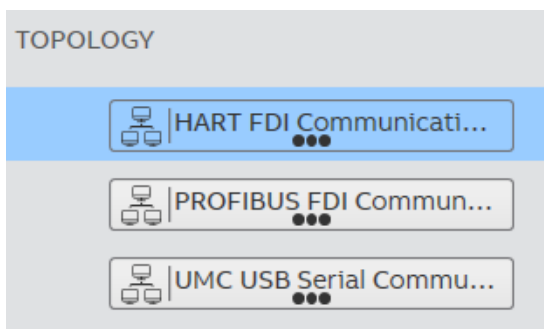 TOPOLOGY
HART FDI Communicati...
PROFIBUS FDI Commun...
UMC USB Serial Commu...